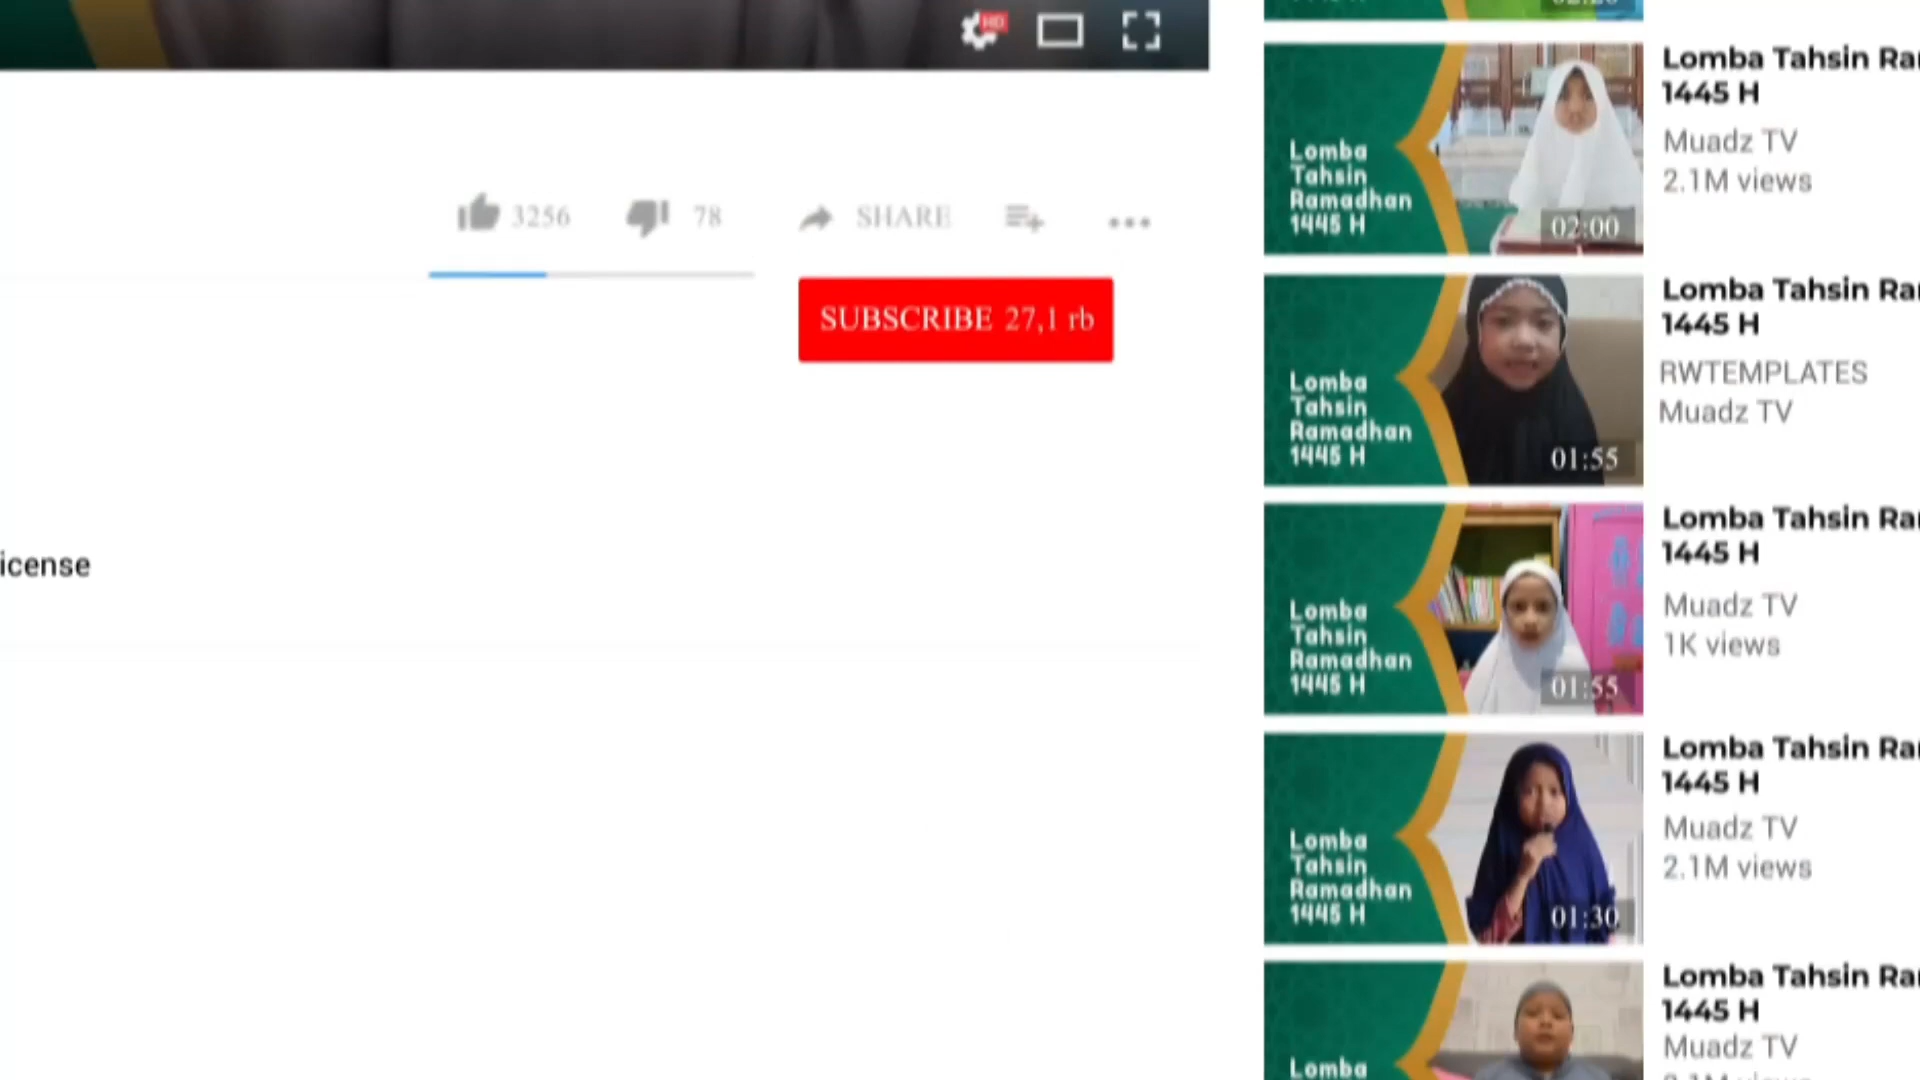 HD
3256
78
SHARE
SUBSCRIBE 27,1 rb
icense
Lomba
Tahsin
Ramadhan
1445 H
02:00
Lomba Tahsin Ra
1445 H
Muadz TV
2.1M views
Lomba
Tahsin
Ramadhan
1445 H
01:55
Lomba Tahsin Ra
1445 H
RWTEMPLATES
Muadz TV
Lomba
Tahsin
Ramadhan
1445 H
01:55
Lomba Tahsin Ra
1445 H
Muadz TV
1K views
Lomba
Tahsin
Ramadhan
1445 H
01:30
Lomba Tahsin Ra
1445 H
Muadz TV
2.1M views
Lomba
Lomba Tahsin Ra
1445 H
Muadz TV